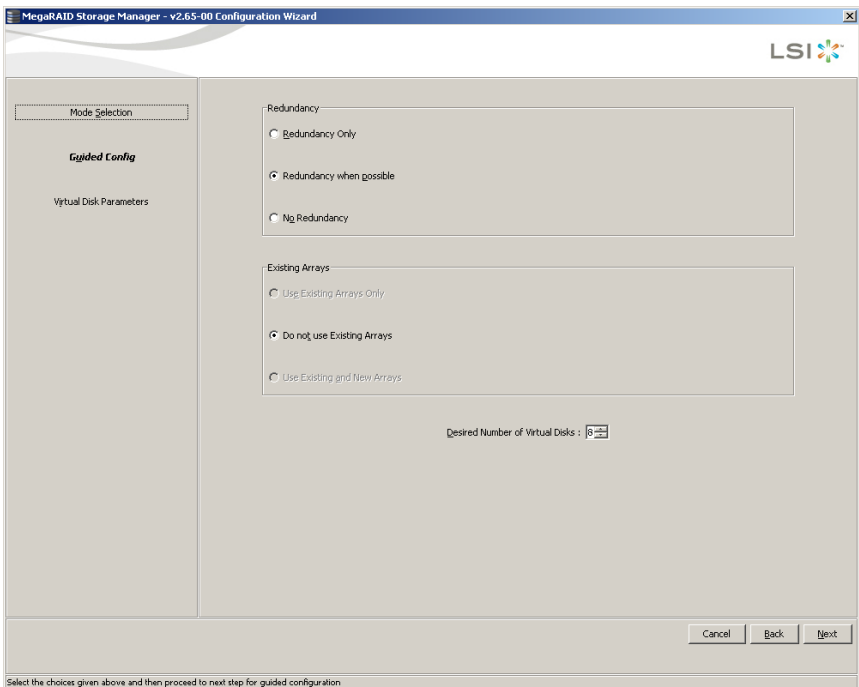 MegaRAID Storage Manager - v2.65-00 Configuration Wizard
LSI
Mode Selection
Guided Config
Virtual Disk Parameters
Redundancy
Redundancy Only
Redundancy when possible
No Redundancy
Existing Arrays
Use Existing Arrays Only
Do not use Existing Arrays
Use Existing and New Arrays
Desired Number of Virtual Disks : 8
Cancel
Back
Next
Select the choices given above and then proceed to next step for guided configuration